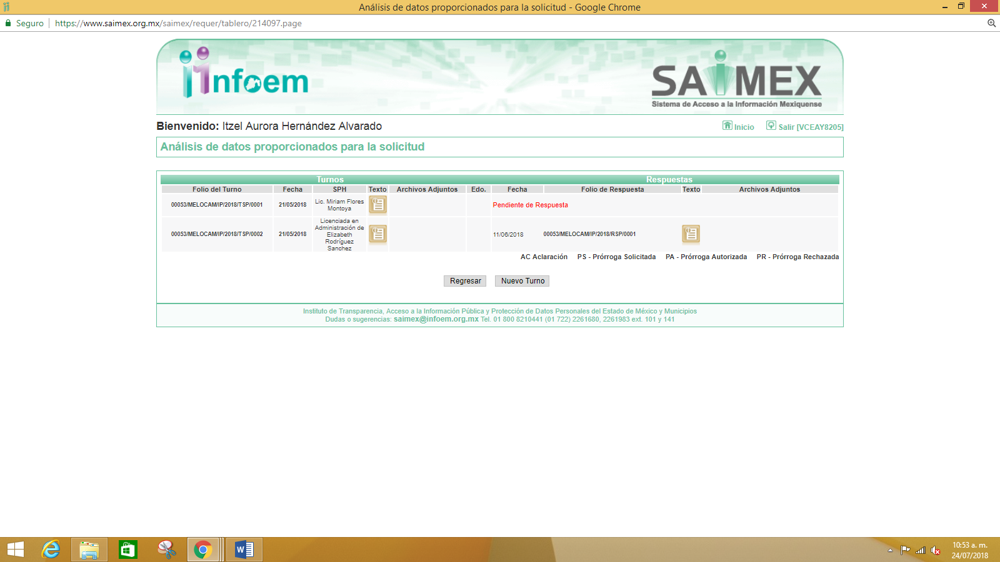 Análisis de datos proporcionados para la solicitud - Google Chrome
Seguro https://www.saimex.org.mx/saimex/requer/tablero/214097.page
infoem
SAIMEX
Sistema de Acceso a la Información Mexiquense
Bienvenido: Itzel Aurora Hernández Alvarado
Inicio Salir [VCEAY8205]
Análisis de datos proporcionados para la solicitud
Turnos Respuestas
Folio del Turno Fecha SPH Texto Archivos Adjuntos Edo. Fecha Folio de Respuesta Texto Archivos Adjuntos
00053/MELOCAM/IP/2018/TSP/0001 21/05/2018 Lic. Miriam Flores
Montoya
Pendiente de Respuesta
00053/MELOCAM/IP/2018/TSP/0002 21/05/2018 Licenciada en
Administración de
Elizabeth
Rodríguez
Sanchez
11/06/2018 00053/MELOCAM/IP/2018/RSP/0001
AC Aclaración PS - Prórroga Solicitada PA - Prórroga Autorizada PR - Prórroga Rechazada
Regresar Nuevo Turno
Instituto de Transparencia, Acceso a la Información Pública y Protección de Datos Personales del Estado de México y Municipios
Dudas o sugerencias: saimex@infoem.org.mx Tel. 01 800 8210441 (01 722) 2261680, 2261983 ext. 101 y 141
10:53 a. m.
24/07/2018